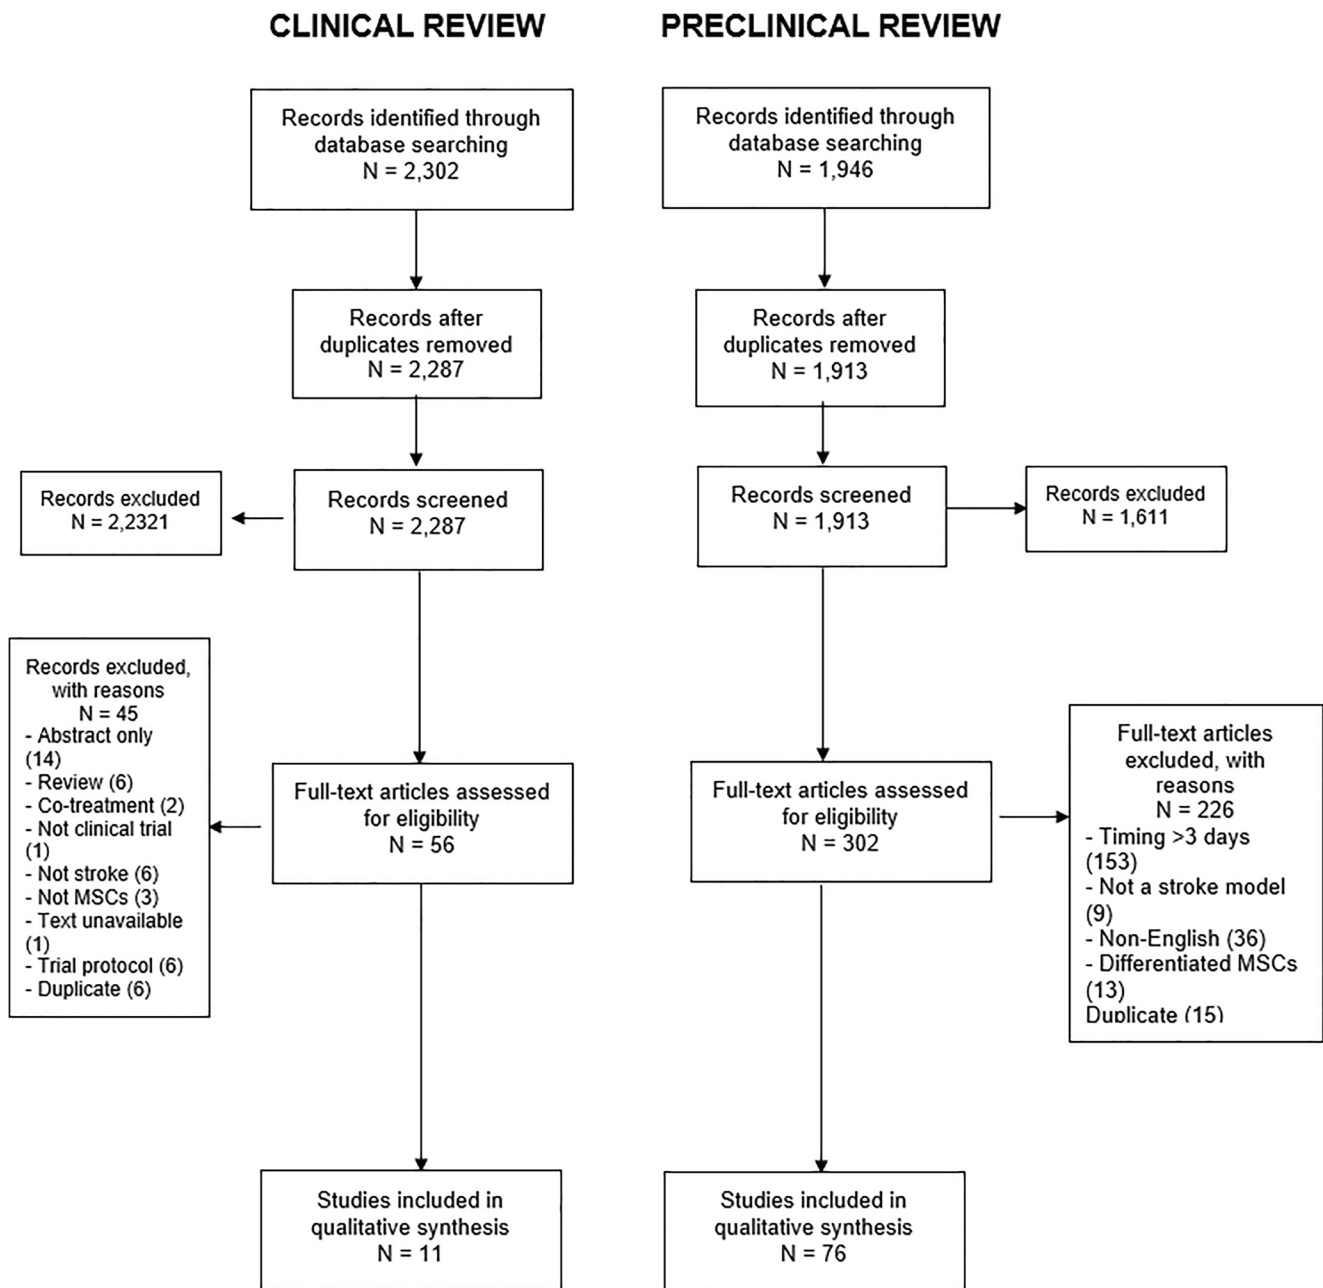 CLINICAL REVIEW
Records identified through
database searching
N = 2,302
Records after
duplicates removed
N = 2,287
Records excluded
N = 2,2321
Records screened
N = 2,287
Records excluded,
with reasons
N = 45
- Abstract only
(14)
- Review (6)
- Co-treatment (2)
- Not clinical trial
(1)
- Not stroke (6)
- Not MSCs (3)
- Text unavailable
(1)
- Trial protocol (6)
- Duplicate (6)
Full-text articles assessed
for eligibility
N = 56
Studies included in
qualitative synthesis
N = 11
PRECLINICAL REVIEW
Records identified through
database searching
N = 1,946
Records after
duplicates removed
N = 1,913
Records screened
N = 1,913
Records excluded
N = 1,611
Full-text articles assessed
for eligibility
N = 302
Full-text articles
excluded, with
reasons
N = 226
- Timing >3 days
(153)
- Not a stroke model
(9)
- Non-English (36)
- Differentiated MSCs
(13)
Duplicate (15)
Studies included in
qualitative synthesis
N = 76